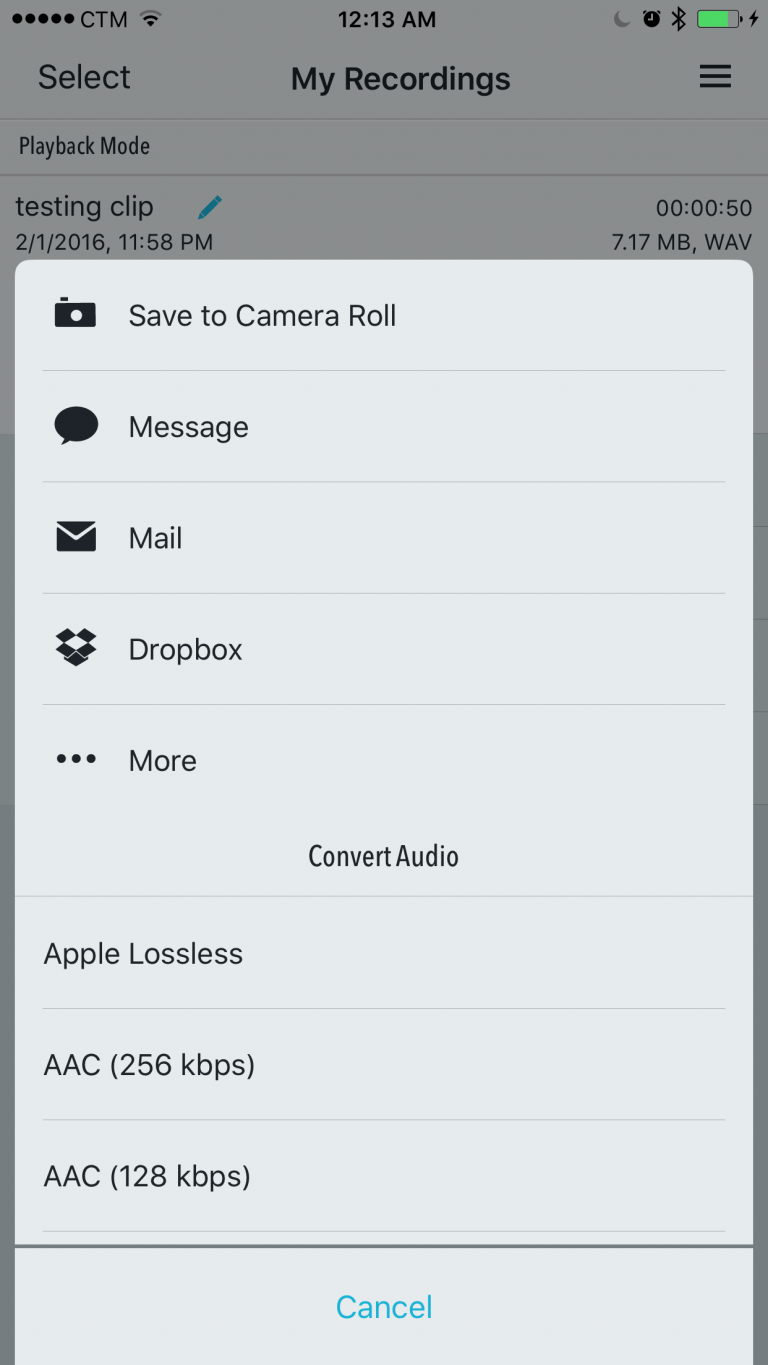 CTM 12:13 AM
Select My Recordings
Playback Mode
testing clip 00:00:50
2/1/2016, 11:58 PM 7.17 MB, WAV
Save to Camera Roll
Message
Mail
Dropbox
More
Convert Audio
Apple Lossless
AAC (256 kbps)
AAC (128 kbps)
Cancel